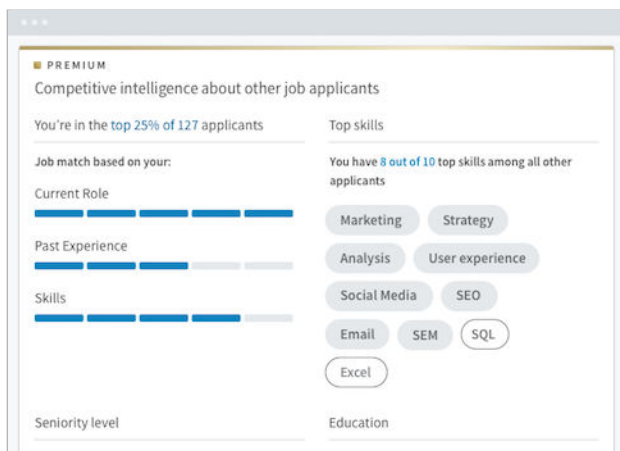 PREMIUM
Competitive intelligence about other job applicants
You're in the top 25% of 127 applicants
Job match based on your:
Current Role
Past Experience
Skills
Top skills
You have 8 out of 10 top skills among all other
applicants
Marketing
Strategy
Analysis
User experience
Social Media
SEO
Email
SEM
SQL
Excel
Seniority level
Education